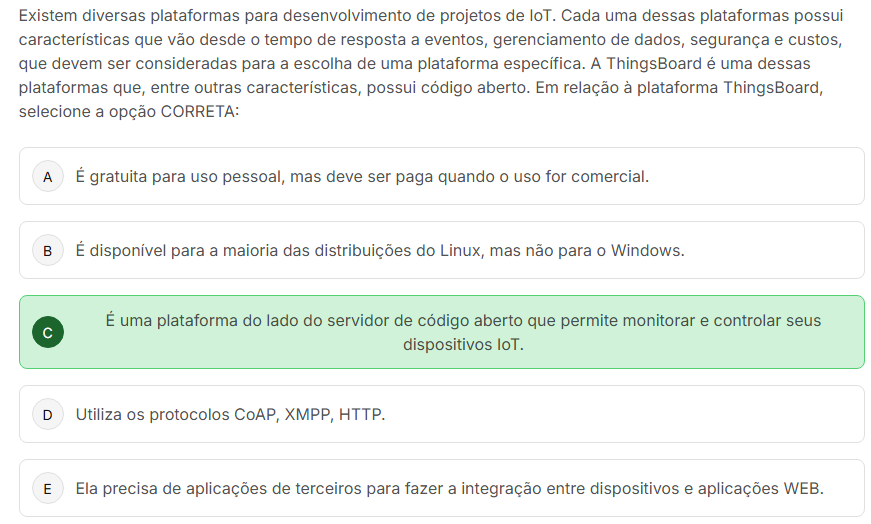 Existem diversas plataformas para desenvolvimento de projetos de IoT. Cada uma dessas plataformas possui
características que vão desde o tempo de resposta a eventos, gerenciamento de dados, segurança e custos,
que devem ser consideradas para a escolha de uma plataforma específica. A ThingsBoard é uma dessas
plataformas que, entre outras características, possui código aberto. Em relação à plataforma ThingsBoard,
selecione a opção CORRETA:
A É gratuita para uso pessoal, mas deve ser paga quando o uso for comercial.
B É disponível para a maioria das distribuições do Linux, mas não para o Windows.
C É uma plataforma do lado do servidor de código aberto que permite monitorar e controlar seus
dispositivos IoT.
D Utiliza os protocolos CoAP, XMPP, HTTP.
E Ela precisa de aplicações de terceiros para fazer a integração entre dispositivos e aplicações WEB.